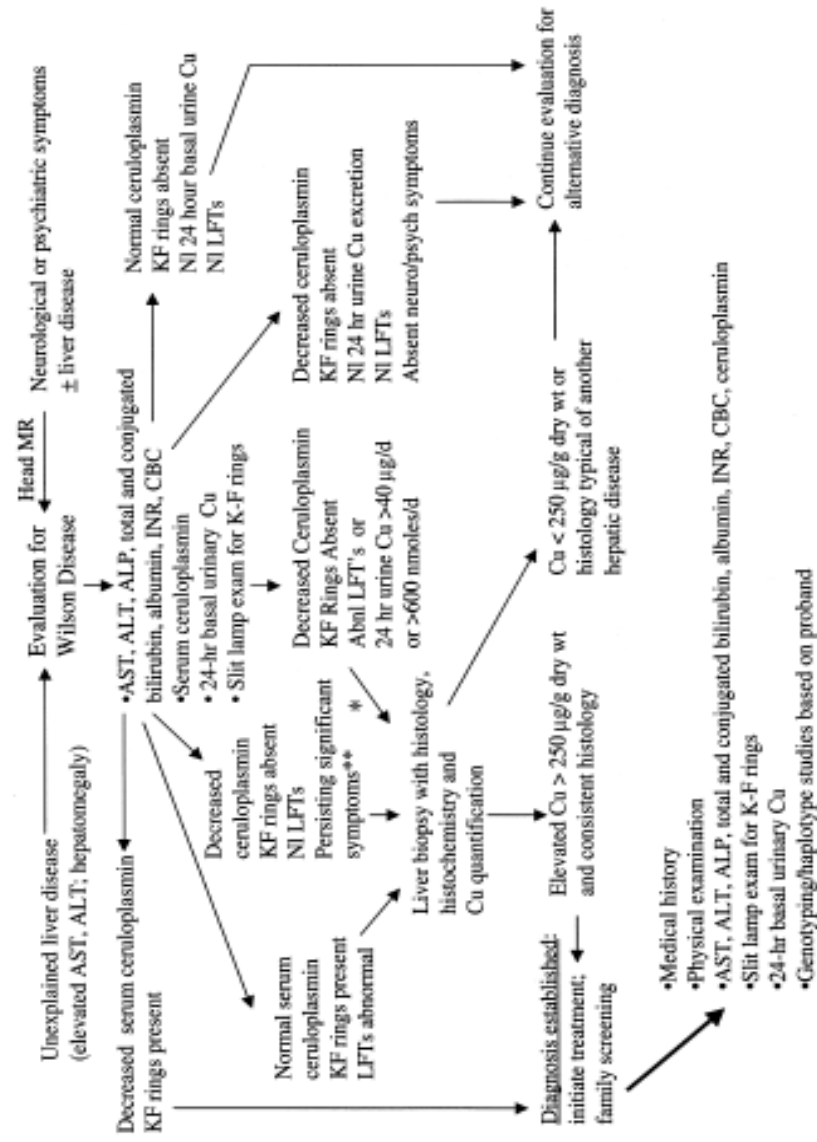 Unexplained liver disease
(elevated AST, ALT; hepatomegaly)
Evaluation for
Wilson Disease
Head MR
Neurological or psychiatric symptoms
± liver disease
•AST, ALT, ALP, total and conjugated
bilirubin, albumin, INR, CBC
•Serum ceruloplasmin
• 24-hr basal urinary Cu
• Slit lamp exam for K-F rings
Decreased serum ceruloplasmin
KF rings present
Normal serum
ceruloplasmin
KF rings present
LFTs abnormal
Decreased
ceruloplasmin
KF rings absent
Nl LFTs
Persisting significant
symptoms**
*
Decreased Ceruloplasmin
KF Rings Absent
Abnl LFT's or
24 hr urine Cu >40 µg/d
or >600 nmoles/d
Decreased ceruloplasmin
KF rings absent
Nl 24 hr urine Cu excretion
Nl LFTs
Absent neuro/psych symptoms
Normal ceruloplasmin
KF rings absent
Nl 24 hour basal urine Cu
Nl LFTs
Liver biopsy with histology,
histochemistry and
Cu quantification
Diagnosis established:
initiate treatment;
family screening
Elevated Cu > 250 µg/g dry wt
and consistent histology
Cu < 250 µg/g dry wt or
histology typical of another
hepatic disease
Continue evaluation for
alternative diagnosis
•Medical history
•Physical examination
•AST, ALT, ALP, total and conjugated bilirubin, albumin, INR, CBC, ceruloplasmin
•Slit lamp exam for K-F rings
•24-hr basal urinary Cu
•Genotyping/haplotype studies based on proband